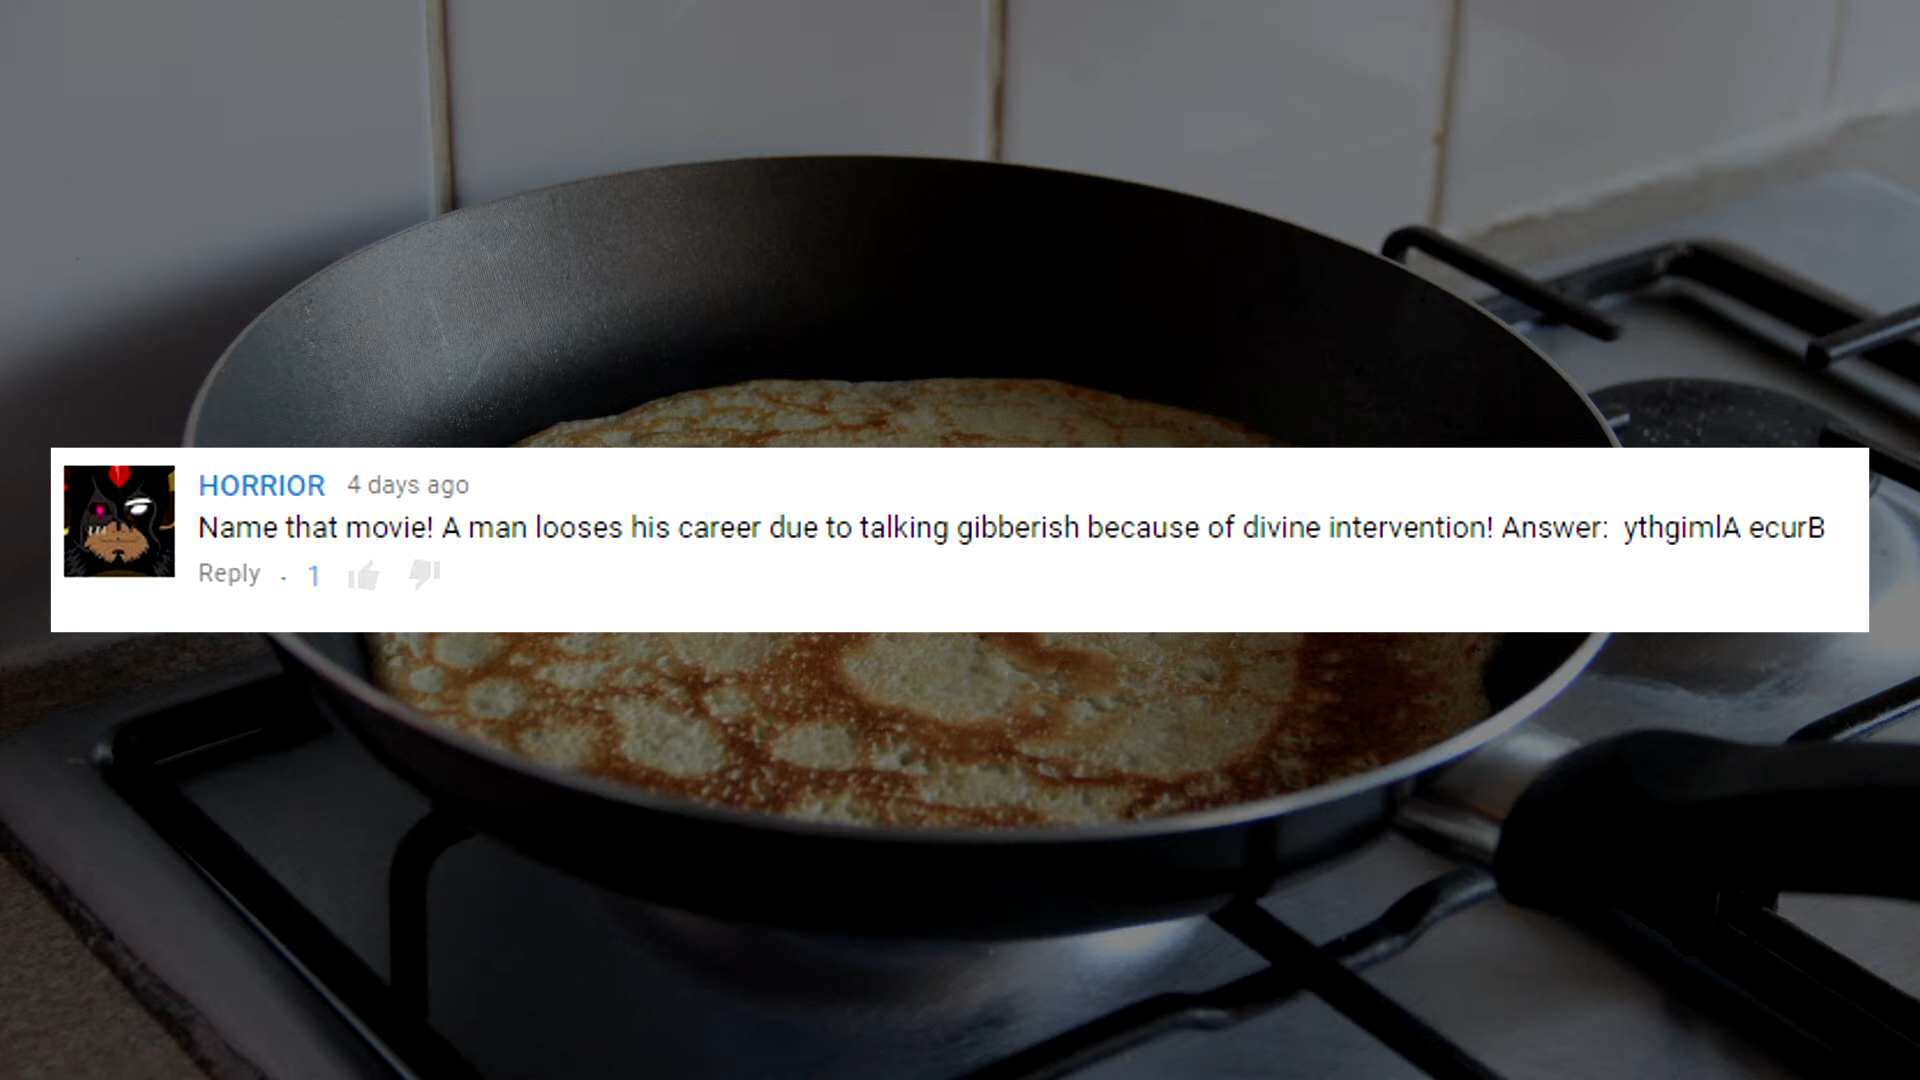 HORRIOR 4 days ago
Name that movie! A man looses his career due to talking gibberish because of divine intervention! Answer: ythgimlA ecurB
Reply . 1